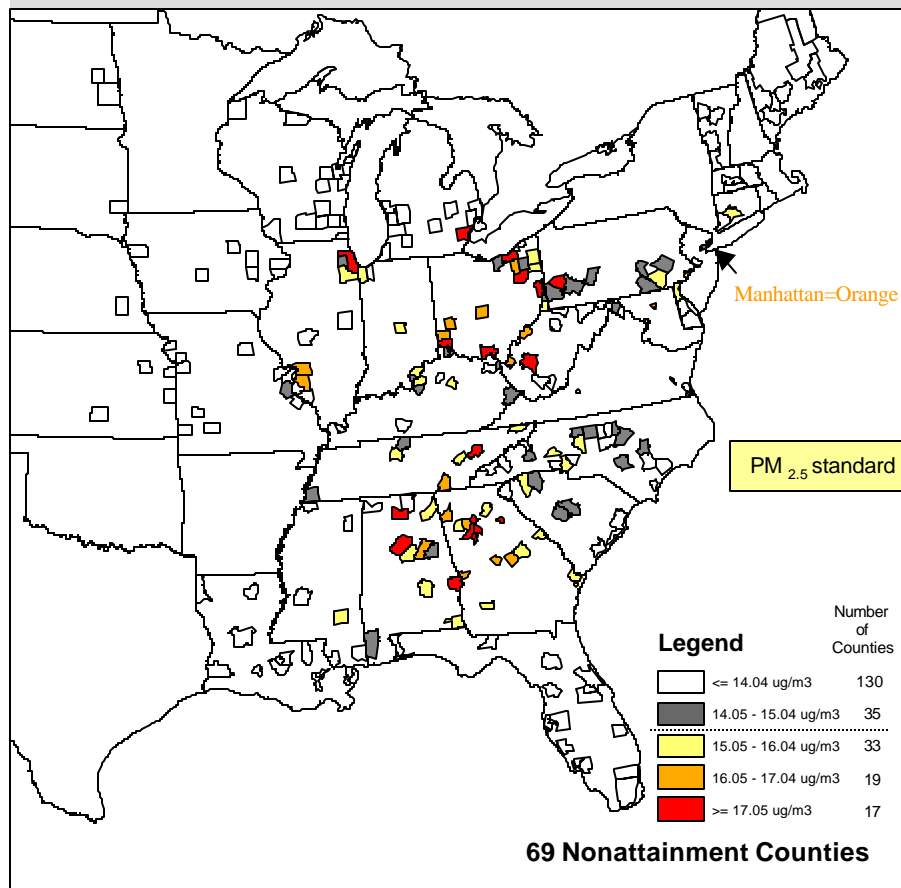 Manhattan=Orange
PM 2.5 standard
Legend
Number
of
Counties
<= 14.04 ug/m3 130
14.05 - 15.04 ug/m3 35
15.05 - 16.04 ug/m3 33
16.05 - 17.04 ug/m3 19
>= 17.05 ug/m3 17
69 Nonattainment Counties